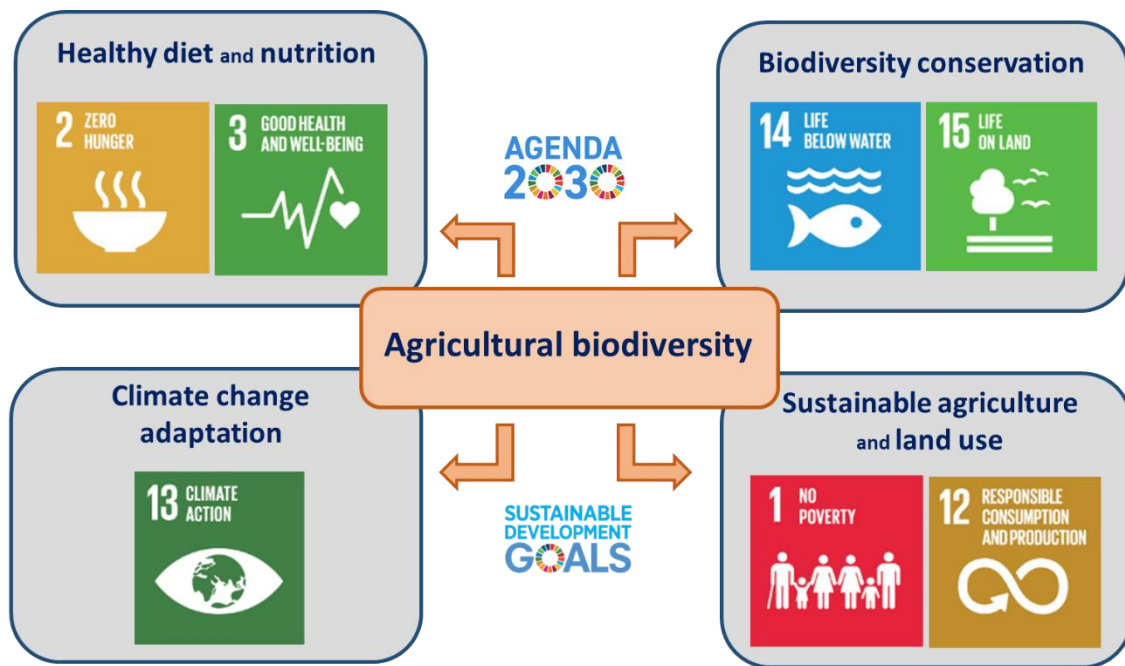 Healthy diet and nutrition
2 ZERO
HUNGER
3 GOOD HEALTH
AND WELL-BEING
AGENDA
2030
Biodiversity conservation
14 LIFE
BELOW WATER
15 LIFE
ON LAND
Agricultural biodiversity
Climate change
adaptation
13 CLIMATE
ACTION
SUSTAINABLE
DEVELOPMENT
GOALS
Sustainable agriculture
and land use
1 NO
POVERTY
12 RESPONSIBLE
CONSUMPTION
AND PRODUCTION